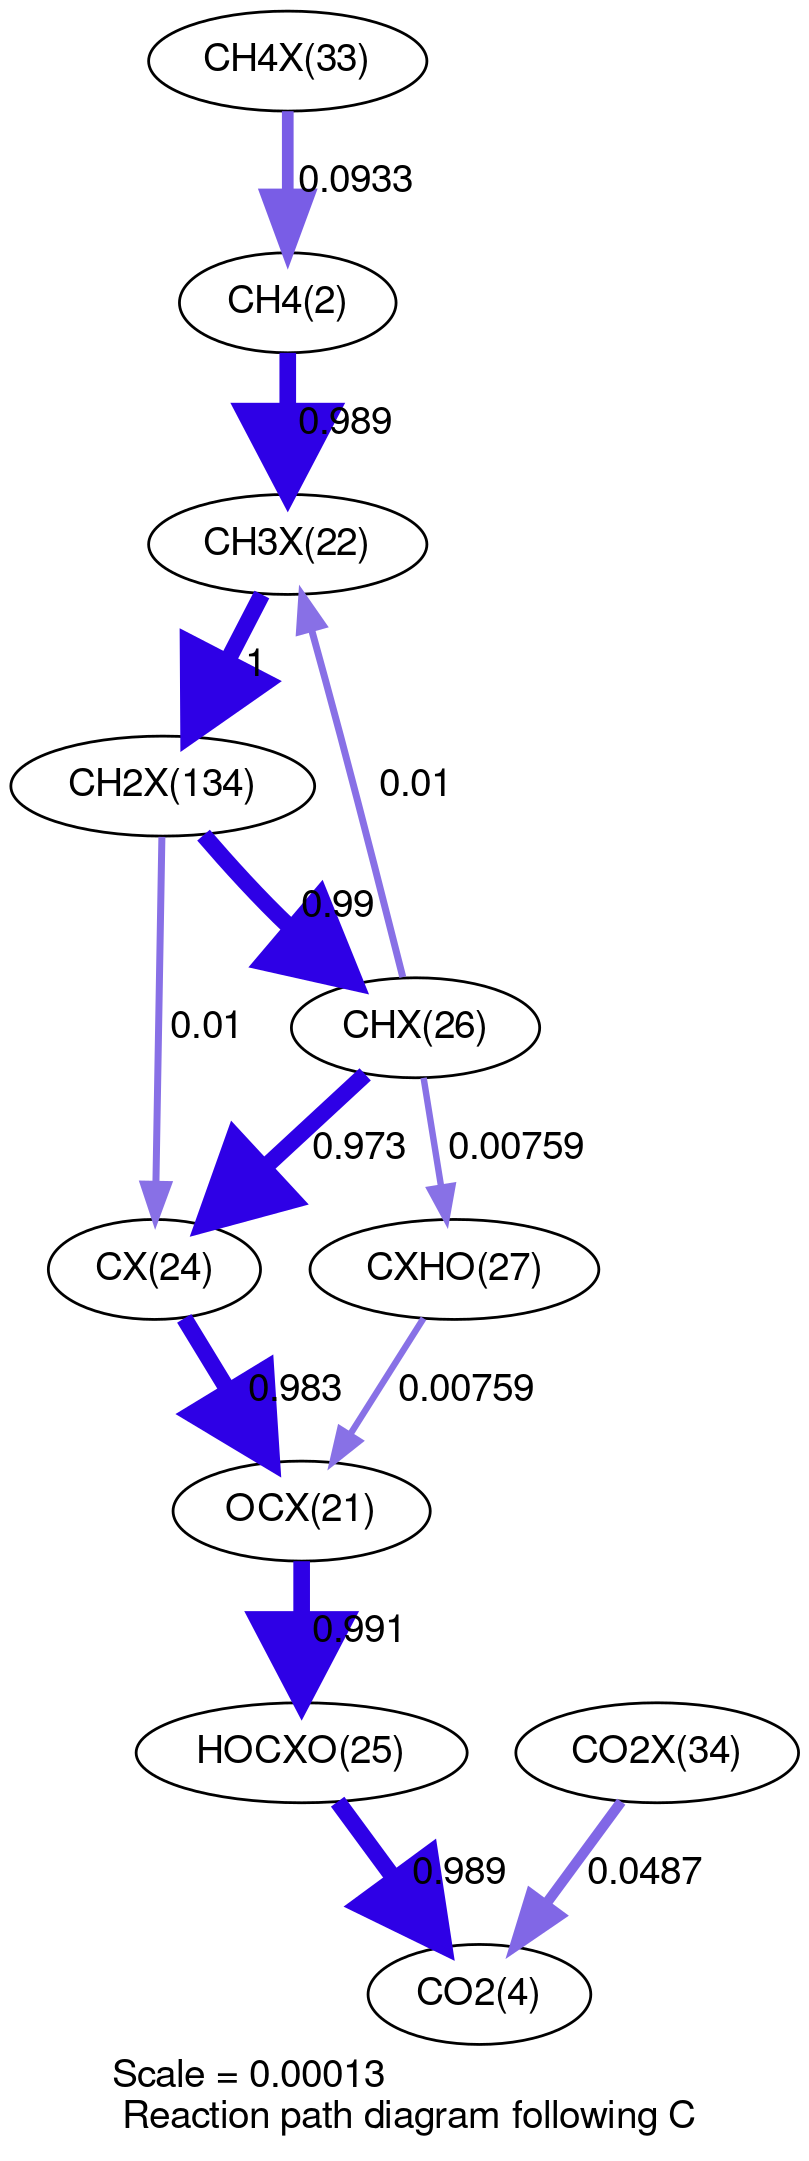 CH4X(33)
0.0933
CH4(2)
0.989
CH3X(22)
1
CH2X(134)
0.01
0.99
0.01
CHX(26)
0.973
0.00759
CX(24)
CXHO(27)
0.983
0.00759
OCX(21)
0.991
HOCXO(25)
CO2X(34)
0.989
0.0487
CO2(4)
Scale = 0.00013
Reaction path diagram following C